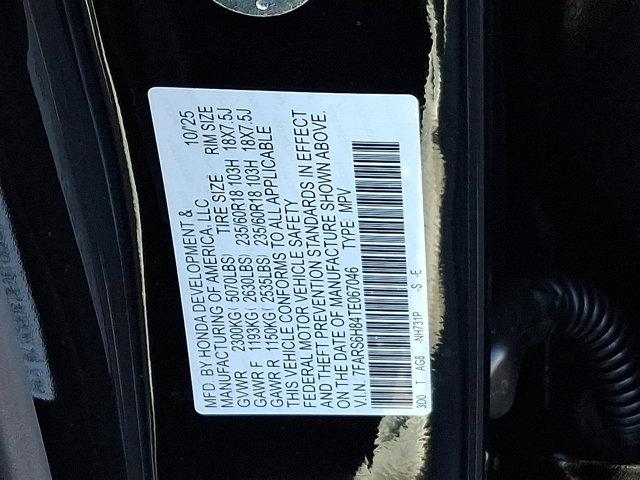 MFD. BY HONDA DEVELOPMENT & 10/25
MANUFACTURING OF AMERICA, LLC TIRE SIZE RIM SIZE
GVWR 2300KG( 5070LBS) 
GAWR F 1193KG( 2630LBS) 235/60R18 103H 18X7.5J
GAWR R 1150KG( 2535LBS) 235/60R18 103H 18X7.5J
THIS VEHICLE CONFORMS TO ALL APPLICABLE
FEDERAL MOTOR VEHICLE SAFETY
AND THEFT PREVENTION STANDARDS IN EFFECT
ON THE DATE OF MANUFACTURE SHOWN ABOVE.
V.I.N. 7FARS6H84TE067046 TYPE: MPV
3D0 T AG8 -NH731P -S -E